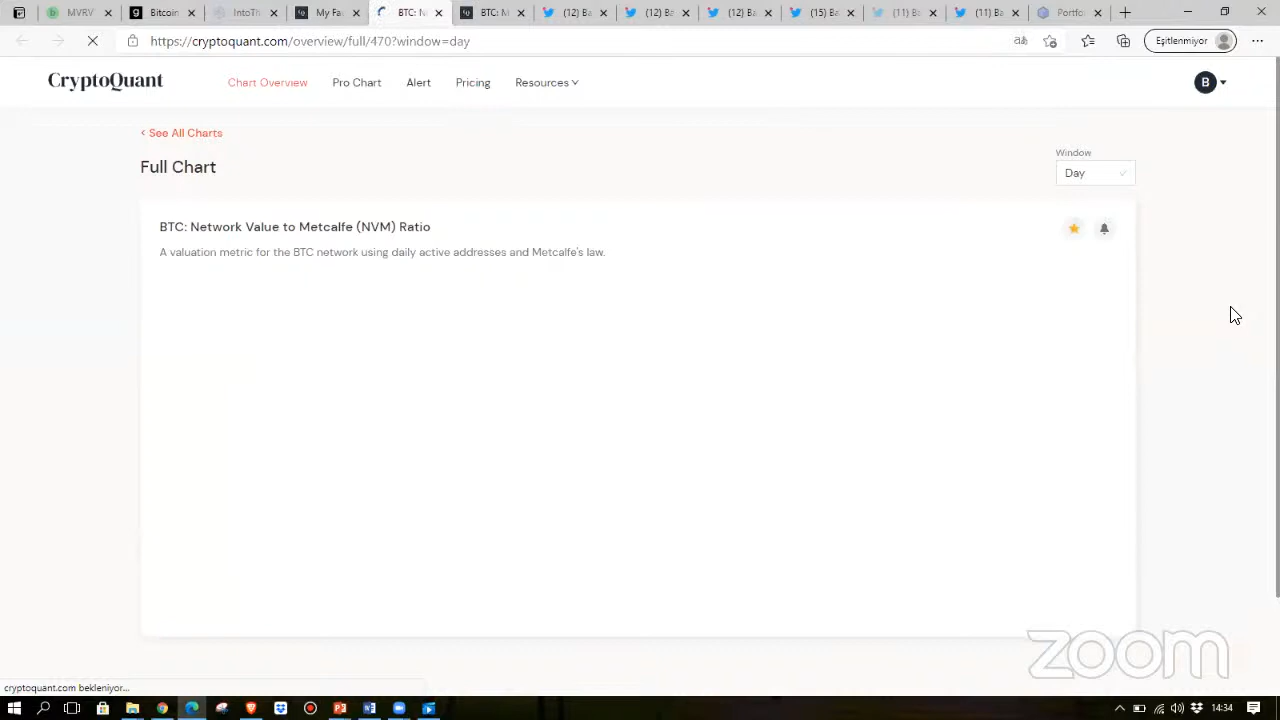 MVRV
Bitcoin
IntoTh
My Fa
BTC: N
BTC: M
(12) Ba
(12) Ba
(12) Ba
(15) Ba
(11) Ba
(11) Ba
Portfo
https://cryptoquant.com/overview/full/470?window=day
Eşitlenmiyor
CryptoQuant
Chart Overview
Pro Chart
Alert
Pricing
Resources
B
< See All Charts
Full Chart
Window
Day
BTC: Network Value to Metcalfe (NVM) Ratio
A valuation metric for the BTC network using daily active addresses and Metcalfe's law.
zoom
cryptoquant.com bekleniyor...
14:34